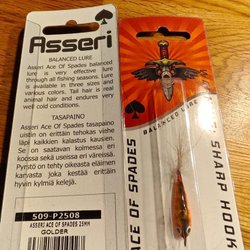 Asseri
BALANCED LURE
Asseri Ace Of Spades balanced
lure is very effective lure
through all fishing seasons. Lure
is available in three sizes and
various colors. Tail hair is real
animal hair and endures very
well cold conditions.
TASAPAINO
Asseri Ace Of Spades tasapaino
uistin on erittäin tehokas viehe
läpi kaikkien kalastus kausien.
Se on saatavana kolmessa eri
koossa sekä useissa eri väreissä.
Pyrstö on tehty oikeasta eläimen
karvasta joka kestää erittäin
hyvin kylmiä kelejä.
509-P2508
ASSERI ACE OF SPADES 25MM
GOLDER
BALANCED LURE
ACE OF SPADES
SHARP HOOK